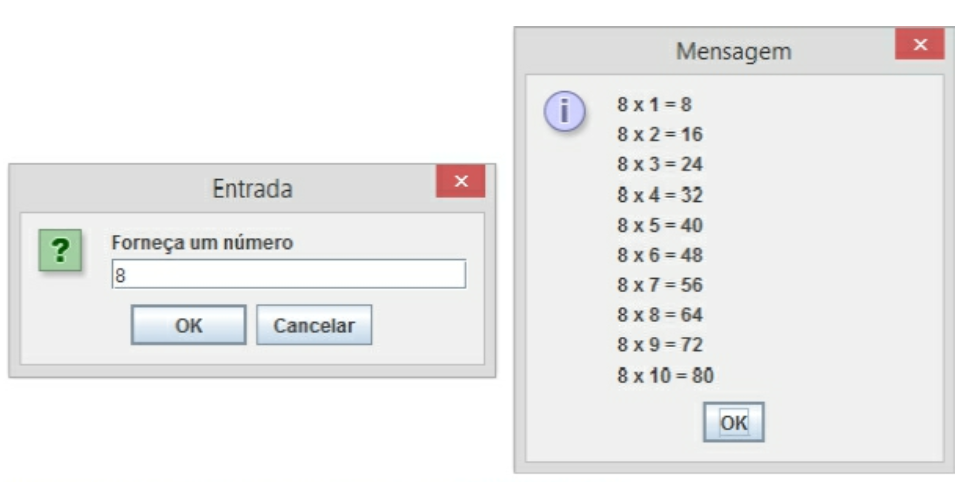 Entrada
?
Forneça um número
8
OK
Cancelar
Mensagem
i
8 x 1 = 8
8 x 2 = 16
8 x 3 = 24
8 x 4 = 32
8 x 5 = 40
8 x 6 = 48
8 x 7 = 56
8 x 8 = 64
8 x 9 = 72
8 x 10 = 80
OK